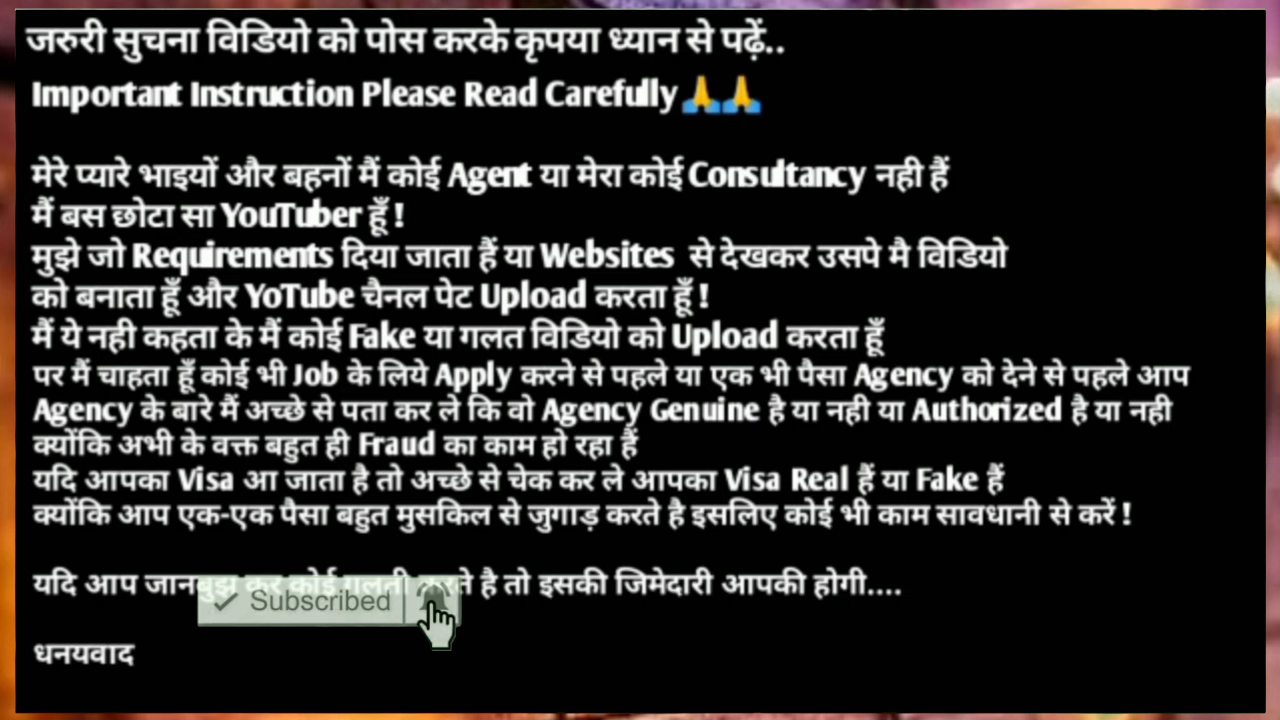 जरुरी सुचना विडियो को पोस करके कृपया ध्यान से पढ़ें..
Important Instruction Please Read Carefully🙏🙏
मेरे प्यारे भाइयों और बहनों मैं कोई Agent या मेरा कोई Consultancy नही हैं
मैं बस छोटा सा YouTuber हूँ !
मुझे जो Requirements दिया जाता हैं या Websites से देखकर उसपे मै विडियो
को बनाता हूँ और YoTube चैनल पेट Upload करता हूँ !
मैं ये नही कहता के मैं कोई Fake या गलत विडियो को Upload करता हूँ
पर मैं चाहता हूँ कोई भी Job के लिये Apply करने से पहले या एक भी पैसा Agency को देने से पहले आप
Agency के बारे मैं अच्छे से पता कर ले कि वो Agency Genuine है या नही या Authorized है या नही
क्योंकि अभी के वक्त बहुत ही Fraud का काम हो रहा हैं
यदि आपका Visa आ जाता है तो अच्छे से चेक कर ले आपका Visa Real हैं या Fake हैं
क्योंकि आप एक-एक पैसा बहुत मुसकिल से जुगाड़ करते है इसलिए कोई भी काम सावधानी से करें !
यदि आप जानबुझ कर कोई गलती करते है तो इसकी जिमेदारी आपकी होगी....
Subscribed
धनयवाद